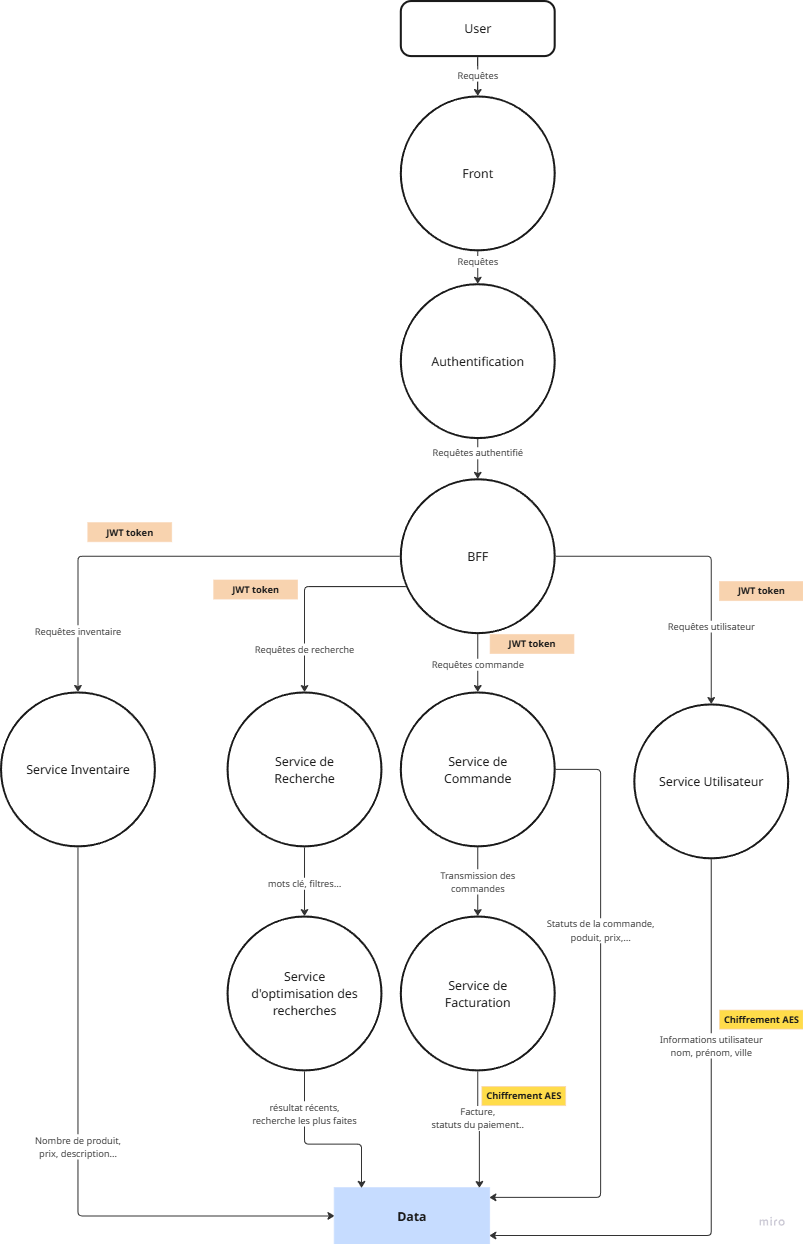 User
Requêtes
Front
Requêtes
Authentification
Requêtes authentifié
BFF
JWT token
JWT token
JWT token
JWT token
Requêtes inventaire
Requêtes de recherche
Requêtes commande
Requêtes utilisateur
Service Inventaire
Service de
Recherche
Service de
Commande
Service Utilisateur
mots clé, filtres...
Transmission des
commandes
Statuts de la commande,
poduit, prix,...
Service
d'optimisation des
recherches
Service de
Facturation
Chiffrement AES
Informations utilisateur
nom, prénom, ville
résultat récents,
recherche les plus faites
Chiffrement AES
Facture,
statuts du paiement..
Nombre de produit,
prix, description...
Data
miro